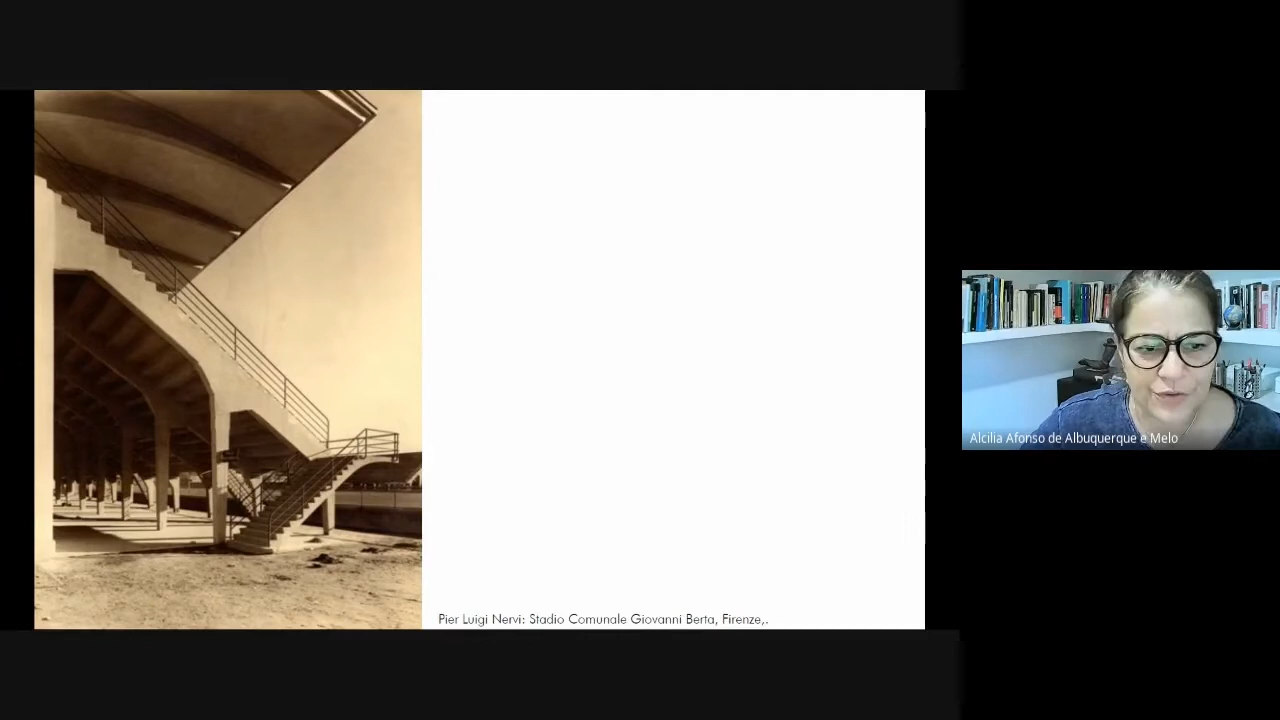 Alcilia Afonso de Albuquerque e Melo
Pier Luigi Nervi: Stadio Comunale Giovanni Berta, Firenze,.